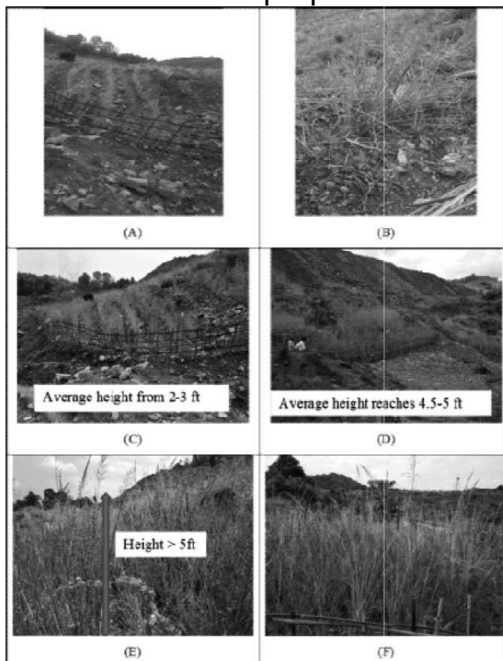 (A)
(B)
Average height from 2-3 ft
Average height reaches 4.5-5 ft
(C)
(D)
Height > 5ft
(E)
(F)